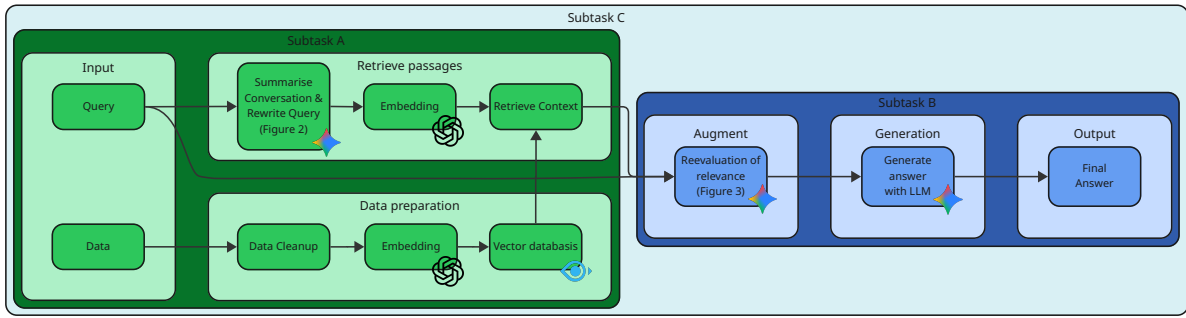 Subtask C
Subtask A
Input
Query
Data
Retrieve passages
Summarise
Conversation &
Rewrite Query
(Figure 2)
Embedding
Retrieve Context
Data preparation
Data Cleanup
Embedding
Vector databasis
Subtask B
Augment
Reevaluation of
relevance
(Figure 3)
Generation
Generate
answer
with LLM
Output
Final
Answer